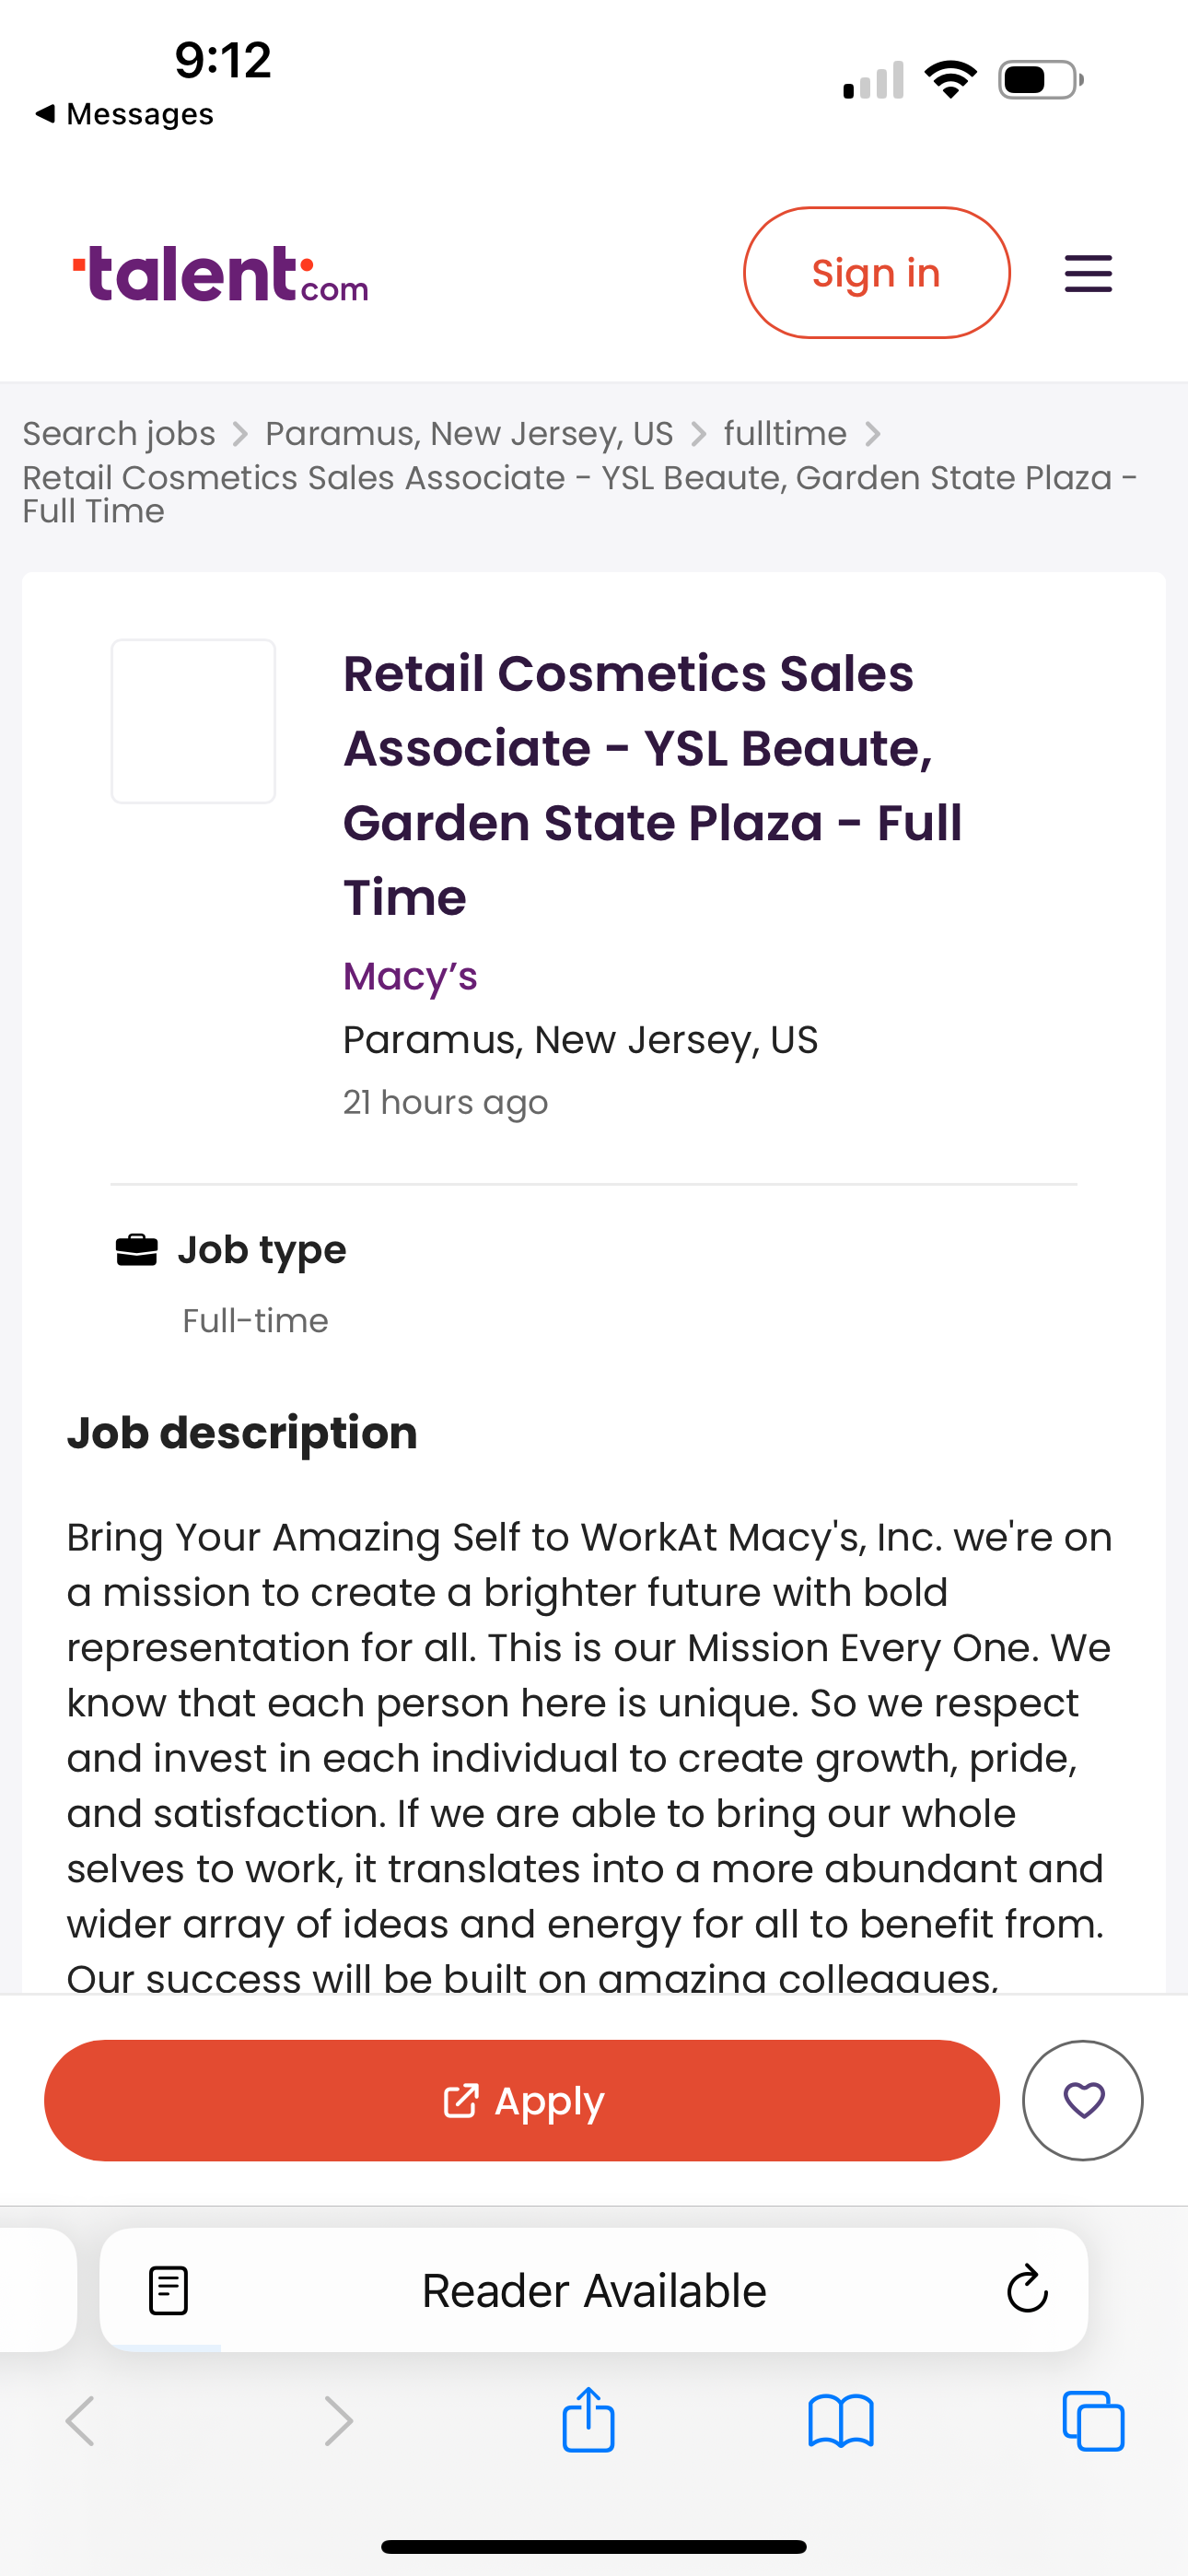 9:12
Messages
talent.com
Sign in
Search jobs > Paramus, New Jersey, US > fulltime >
Retail Cosmetics Sales Associate - YSL Beaute, Garden State Plaza -
Full Time
Retail Cosmetics Sales
Associate - YSL Beaute,
Garden State Plaza - Full
Time
Macy’s
Paramus, New Jersey, US
21 hours ago
Job type
Full-time
Job description
Bring Your Amazing Self to WorkAt Macy's, Inc. we're on
a mission to create a brighter future with bold
representation for all. This is our Mission Every One. We
know that each person here is unique. So we respect
and invest in each individual to create growth, pride,
and satisfaction. If we are able to bring our whole
selves to work, it translates into a more abundant and
wider array of ideas and energy for all to benefit from.
Our success will be built on amazing colleagues,
Apply
Reader Available